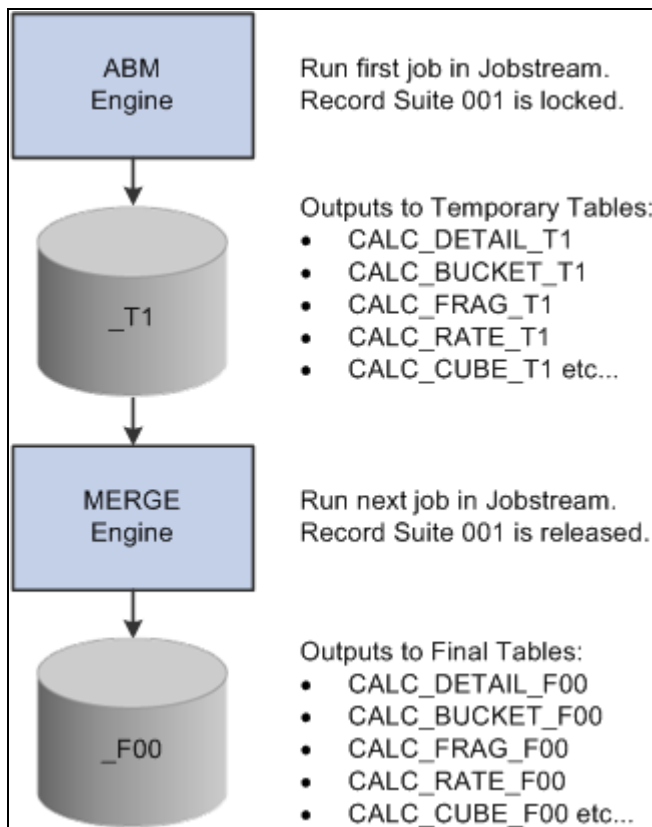 ABM
Engine
Run first job in Jobstream.
Record Suite 001 is locked.
_T1
Outputs to Temporary Tables:
• CALC_DETAIL_T1
• CALC_BUCKET_T1
• CALC_FRAG_T1
• CALC_RATE_T1
• CALC_CUBE_T1 etc...
MERGE
Engine
Run next job in Jobstream.
Record Suite 001 is released.
_F00
Outputs to Final Tables:
• CALC_DETAIL_F00
• CALC_BUCKET_F00
• CALC_FRAG_F00
• CALC_RATE_F00
• CALC_CUBE_F00 etc...